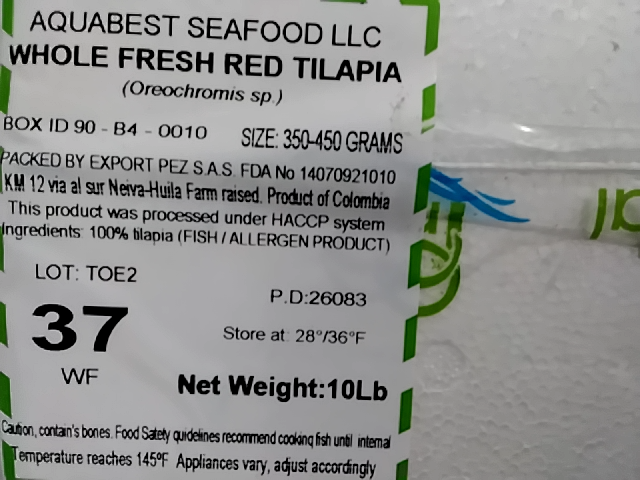 AQUABEST SEAFOOD LLC
WHOLE FRESH RED TILAPIA
(Oreochromis sp.)
BOX ID 90 - B4 - 0010 SIZE: 350-450 GRAMS
PACKED BY EXPORT PEZ S.A.S. FDA No 14070921010
KM 12 via al sur Neiva-Huila Farm raised. Product of Colombia
This product was processed under HACCP system
Ingredients: 100% tilapia (FISH / ALLERGEN PRODUCT)
LOT: TOE2
P.D:26083
37
Store at: 28°/36°F
WF
Net Weight:10Lb
Caution, contain's bones. Food Safety quidelines recommend cooking fish until internal
Temperature reaches 145ºF Appliances vary, adjust accordingly